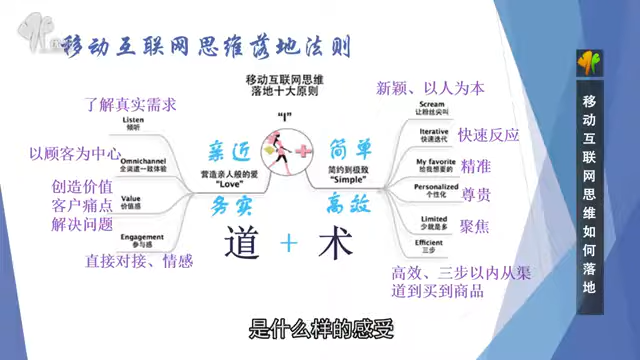 移动互联网思维落地法则
移动互联网思维
落地十大原则
"I"
了解真实需求
Listen
倾听
以顾客为中心
Omnichannel
全渠道一致体验
创造价值
客户痛点
解决问题
Value
价值感
Engagement
参与感
直接对接、情感
亲近
营造亲人般的爱
"Love"
务实
简单
简约到极致
"Simple"
高效
道 + 术
新颖、以人为本
Scream
让粉丝尖叫
Iterative
快速迭代
快速反应
My favorite
给我想要的
精准
Personalized
个性化
尊贵
Limited
少就是多
聚焦
Efficient
三步
高效、三步以内从渠
道到买到商品
移动互联网思维如何落地
是什么样的感受